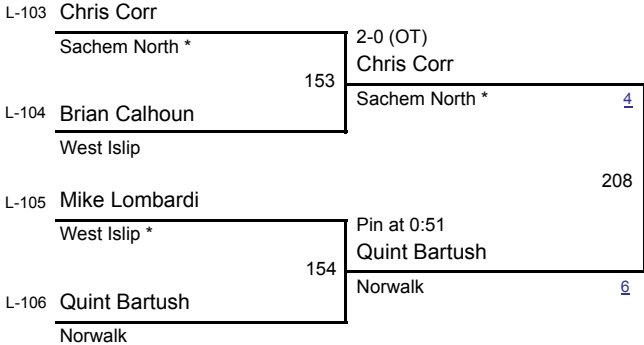 L-103 Chris Corr
Sachem North *
2-0 (OT)
153
Chris Corr
L-104 Brian Calhoun
Sachem North * 4
West Islip
208
L-105 Mike Lombardi
West Islip *
Pin at 0:51
154
Quint Bartush
L-106 Quint Bartush
Norwalk 6
Norwalk